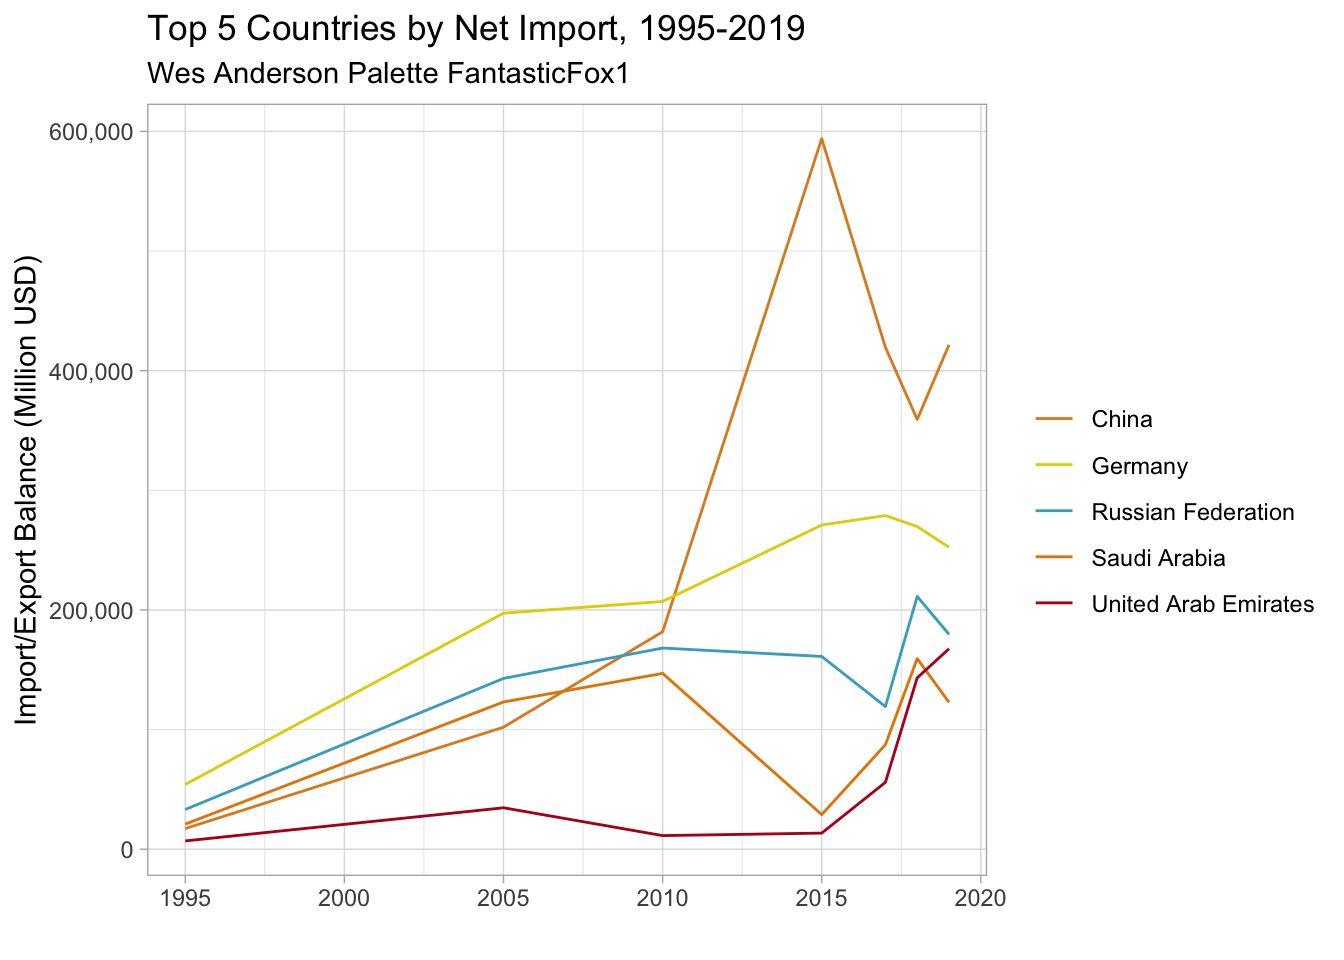 Top 5 Countries by Net Import, 1995-2019
Wes Anderson Palette FantasticFox1
Import/Export Balance (Million USD)
600,000
400,000
200,000
0
1995
2000
2005
2010
2015
2020
China
Germany
Russian Federation
Saudi Arabia
United Arab Emirates